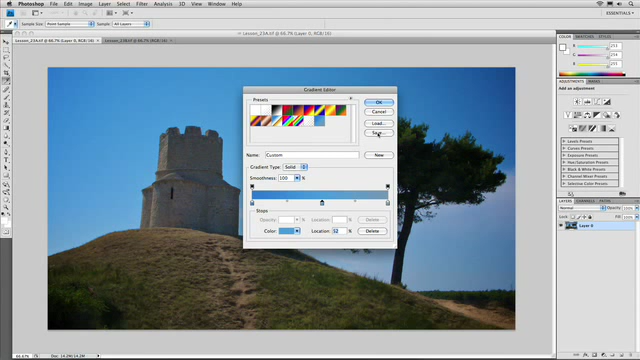 Photoshop File Edit Image Layer Select Filter Analysis 3D View Window Help
ESSENTIALS
Sample Size: Point Sample Sample: All Layers
Lesson_23A.tif @ 66.7% (Layer 0, RGB/16)
Lesson_23A.tif @ 66.7% (Layer 0, RGB/16)
COLOR SWATCHES STYLES
R
G
B
ADJUSTMENTS MASKS
Add an adjustment
Levels Presets
Curves Presets
Exposure Presets
Hue/Saturation Presets
Black & White Presets
Channel Mixer Presets
Selective Color Presets
LAYERS CHANNELS PATHS
Normal Opacity: 100%
Lock: Fill: 100%
Layer 0
Gradient Editor
Presets
OK
Cancel
Load...
Save...
Name: Custom
New
Gradient Type: Solid
Smoothness: 100 %
Stops
Opacity: % Location: % Delete
Color: Location: 52 % Delete
66.67% Doc: 14.2M/14.2M